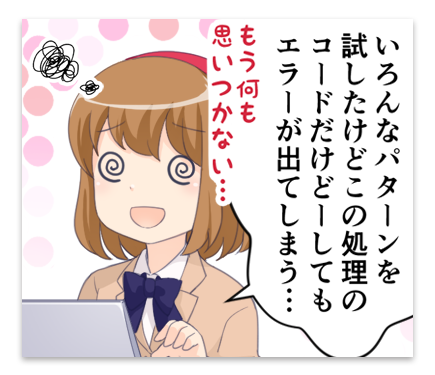 いろんなパターンを
試したけどこの処理の
コードだけどーしても
エラーが出てしまう…
もう何も
思いつかない…